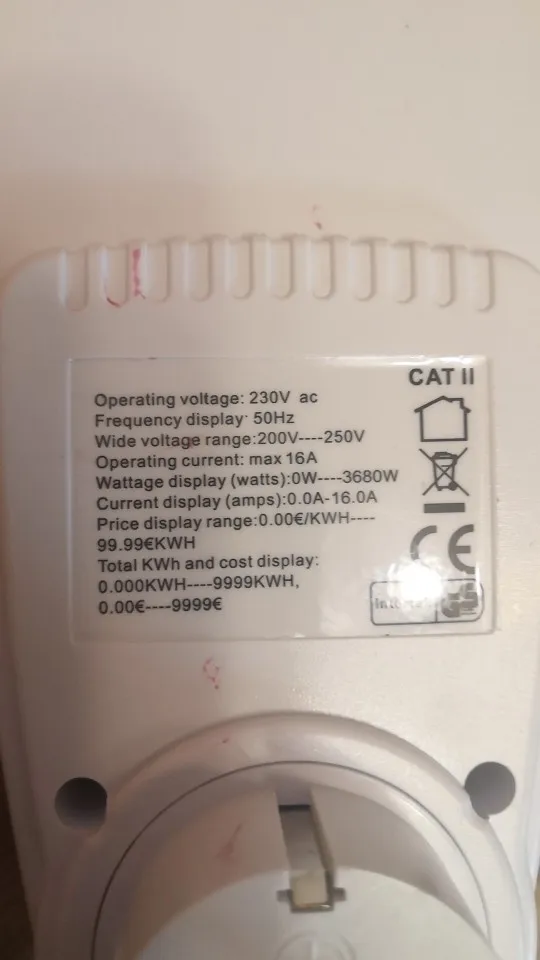 CAT II
Operating voltage: 230V ac
Frequency display: 50Hz
Wide voltage range:200V----250V
Operating current: max 16A
Wattage display (watts):0W----3680W
Current display (amps):0.0A-16.0A
Price display range:0.00€/KWH----
99.99€KWH
Total KWh and cost display:
0.000KWH----9999KWH,
0.00€----9999€
CE
GS